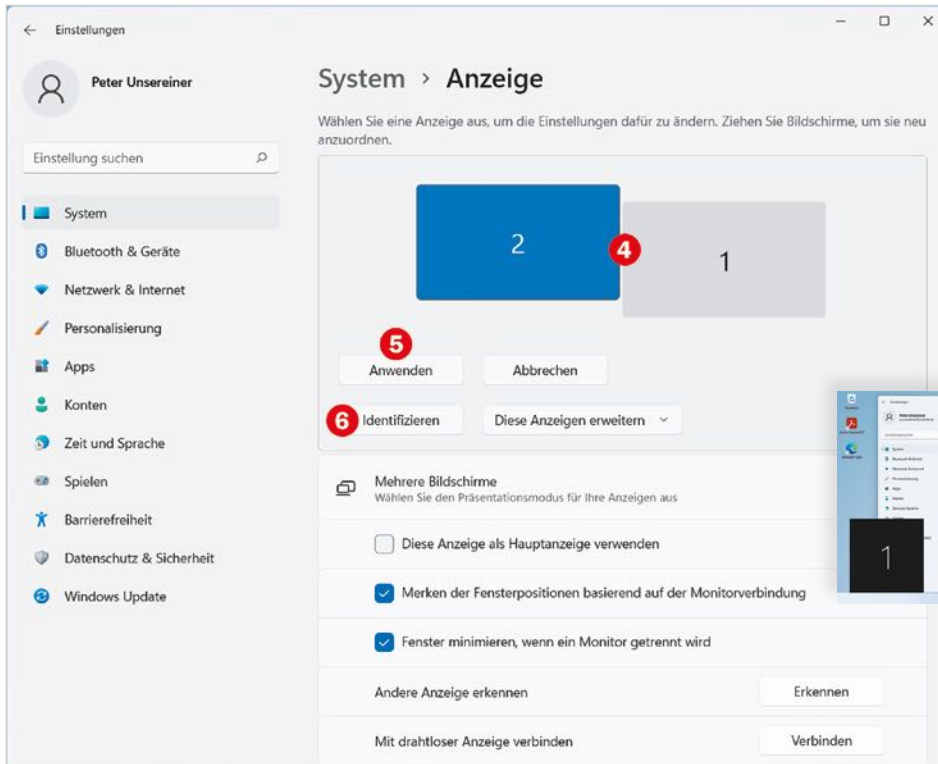 Einstellungen
Peter Unsereiner
Einstellung suchen
System
Bluetooth & Geräte
Netzwerk & Internet
Personalisierung
Apps
Konten
Zeit und Sprache
Spielen
Barrierefreiheit
Datenschutz & Sicherheit
Windows Update
System > Anzeige
Wählen Sie eine Anzeige aus, um die Einstellungen dafür zu ändern. Ziehen Sie Bildschirme, um sie neu
anzuordnen.
2
4
1
5
Anwenden
Abbrechen
6
Identifizieren
Diese Anzeigen erweitern
Mehrere Bildschirme
Wählen Sie den Präsentationsmodus für Ihre Anzeigen aus
Diese Anzeige als Hauptanzeige verwenden
Merken der Fensterpositionen basierend auf der Monitorverbindung
Fenster minimieren, wenn ein Monitor getrennt wird
Andere Anzeige erkennen
Erkennen
Mit drahtloser Anzeige verbinden
Verbinden
1